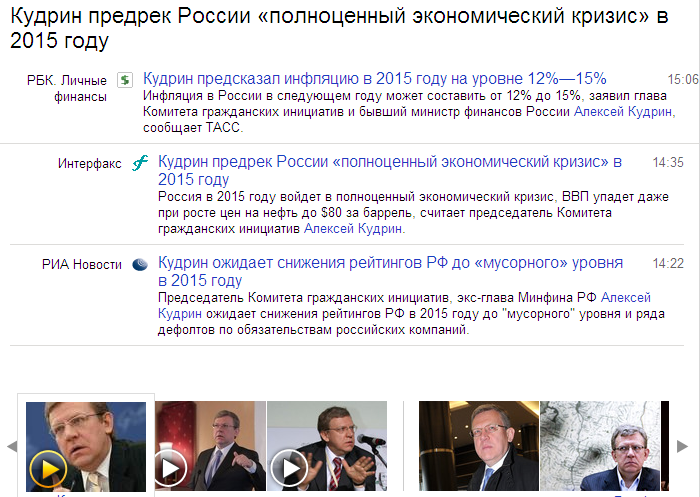 Кудрин предрек России «полноценный экономический кризис» в
2015 году
РБК. Личные
финансы
Кудрин предсказал инфляцию в 2015 году на уровне 12%—15%
15:06
Инфляция в России в следующем году может составить от 12% до 15%, заявил глава
Комитета гражданских инициатив и бывший министр финансов России Алексей Кудрин,
сообщает ТАСС.
Интерфакс
Кудрин предрек России «полноценный экономический кризис» в
2015 году
14:35
Россия в 2015 году войдет в полноценный экономический кризис, ВВП упадет даже
при росте цен на нефть до $80 за баррель, считает председатель Комитета
гражданских инициатив Алексей Кудрин.
РИА Новости
Кудрин ожидает снижения рейтингов РФ до «мусорного» уровня
в 2015 году
14:22
Председатель Комитета гражданских инициатив, экс-глава Минфина РФ Алексей
Кудрин ожидает снижения рейтингов РФ в 2015 году до "мусорного" уровня и ряда
дефолтов по обязательствам российских компаний.